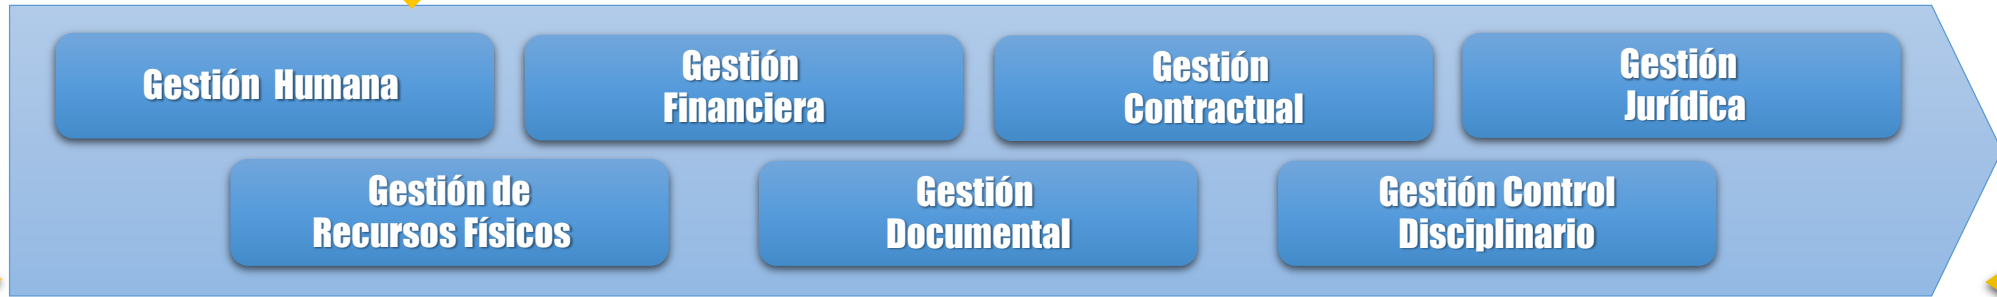 Gestión Humana
Gestión
Financiera
Gestión
Contractual
Gestión
Jurídica
Gestión de
Recursos Físicos
Gestión
Documental
Gestión Control
Disciplinario